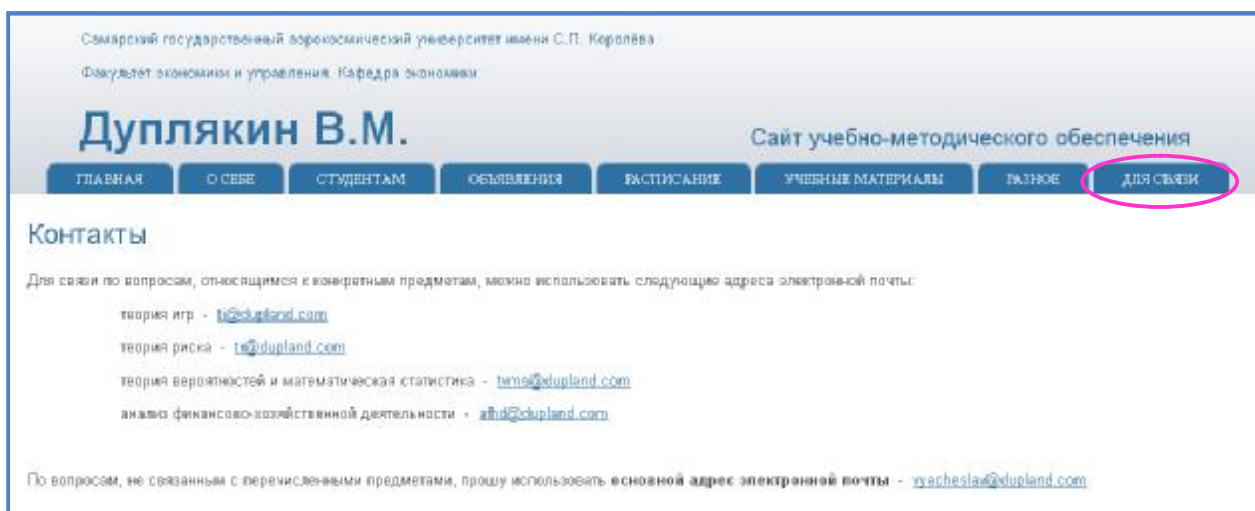 Самарский государственный аэрокосмический университет имени С.П. Королёва
Факультет экономики и управления. Кафедра экономики
Дуплякин В.М.
Сайт учебно-методического обеспечения
ГЛАВНАЯ О СЕБЕ СТУДЕНТАМ ОБЪЯВЛЕНИЯ РАСПИСАНИЕ УЧЕБНЫЕ МАТЕРИАЛЫ РАЗНОЕ ДЛЯ СВЯЗИ
Контакты
Для связи по вопросам, относящимся к конкретным предметам, можно использовать следующие адреса электронной почты:
теория игр - ti@dupland.com
теория риска - tr@dupland.com
теория вероятностей и математическая статистика - tvms@dupland.com
анализ финансово-хозяйственной деятельности - afhd@dupland.com
По вопросам, не связанным с перечисленными предметами, прошу использовать основной адрес электронной почты - vyacheslav@dupland.com